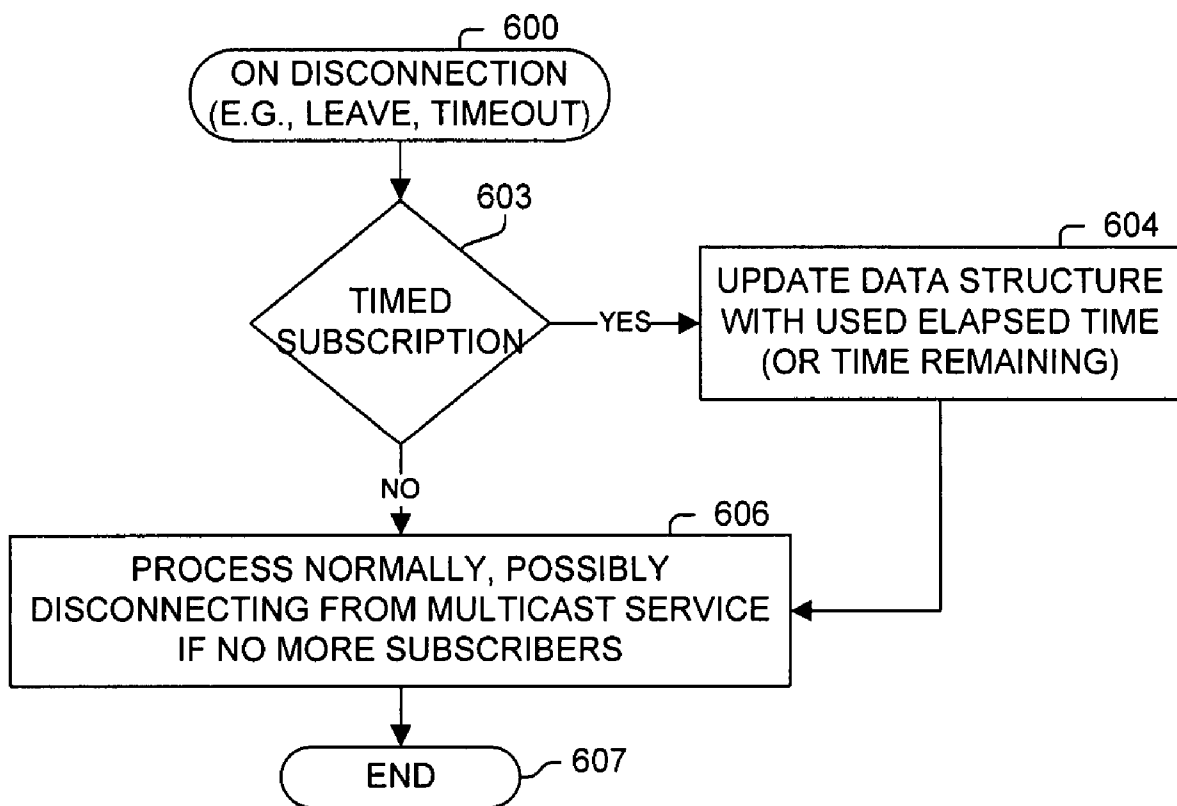 600
ON DISCONNECTION
(E.G., LEAVE, TIMEOUT)
603
TIMED
SUBSCRIPTION
YES
604
UPDATE DATA STRUCTURE
WITH USED ELAPSED TIME
(OR TIME REMAINING)
NO
606
PROCESS NORMALLY, POSSIBLY
DISCONNECTING FROM MULTICAST SERVICE
IF NO MORE SUBSCRIBERS
END
607